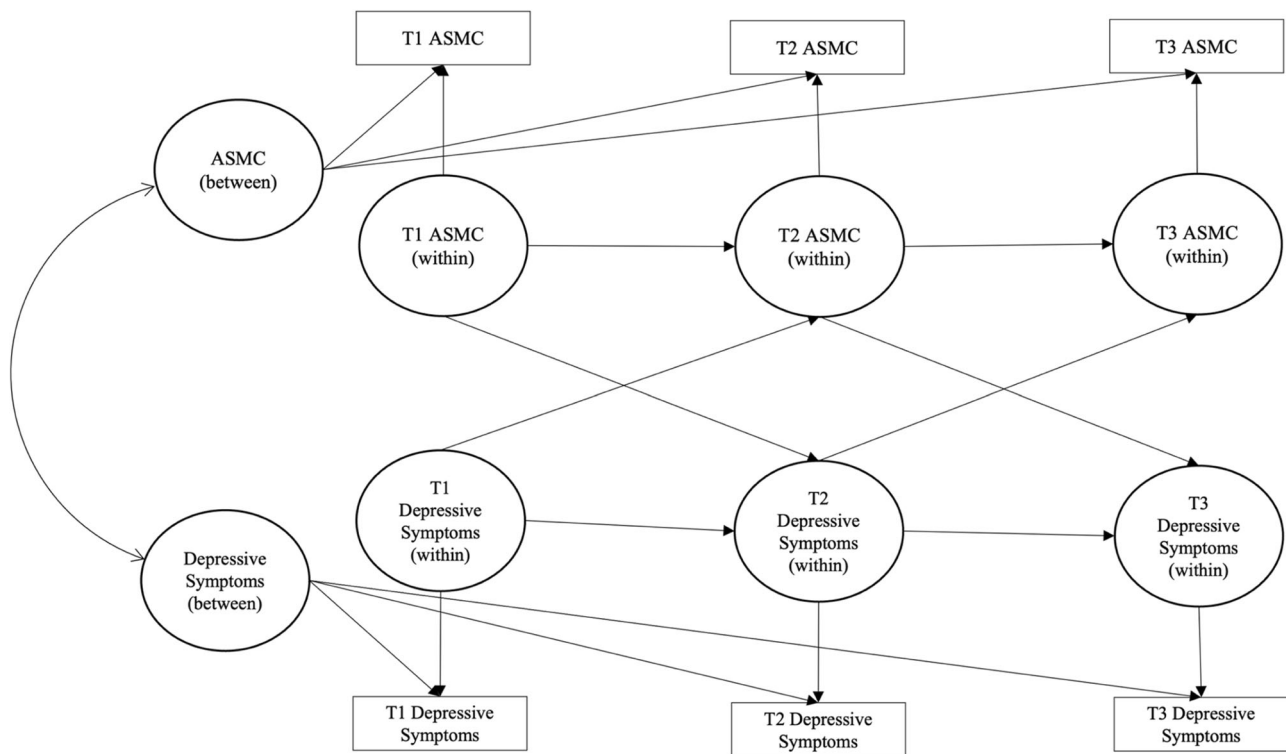 T1 ASMC
T2 ASMC
T3 ASMC
ASMC
(between)
T1 ASMC
(within)
T2 ASMC
(within)
T3 ASMC
(within)
T1
Depressive
Symptoms
(within)
T2
Depressive
Symptoms
(within)
T3
Depressive
Symptoms
(within)
Depressive
Symptoms
(between)
T1 Depressive
Symptoms
T2 Depressive
Symptoms
T3 Depressive
Symptoms